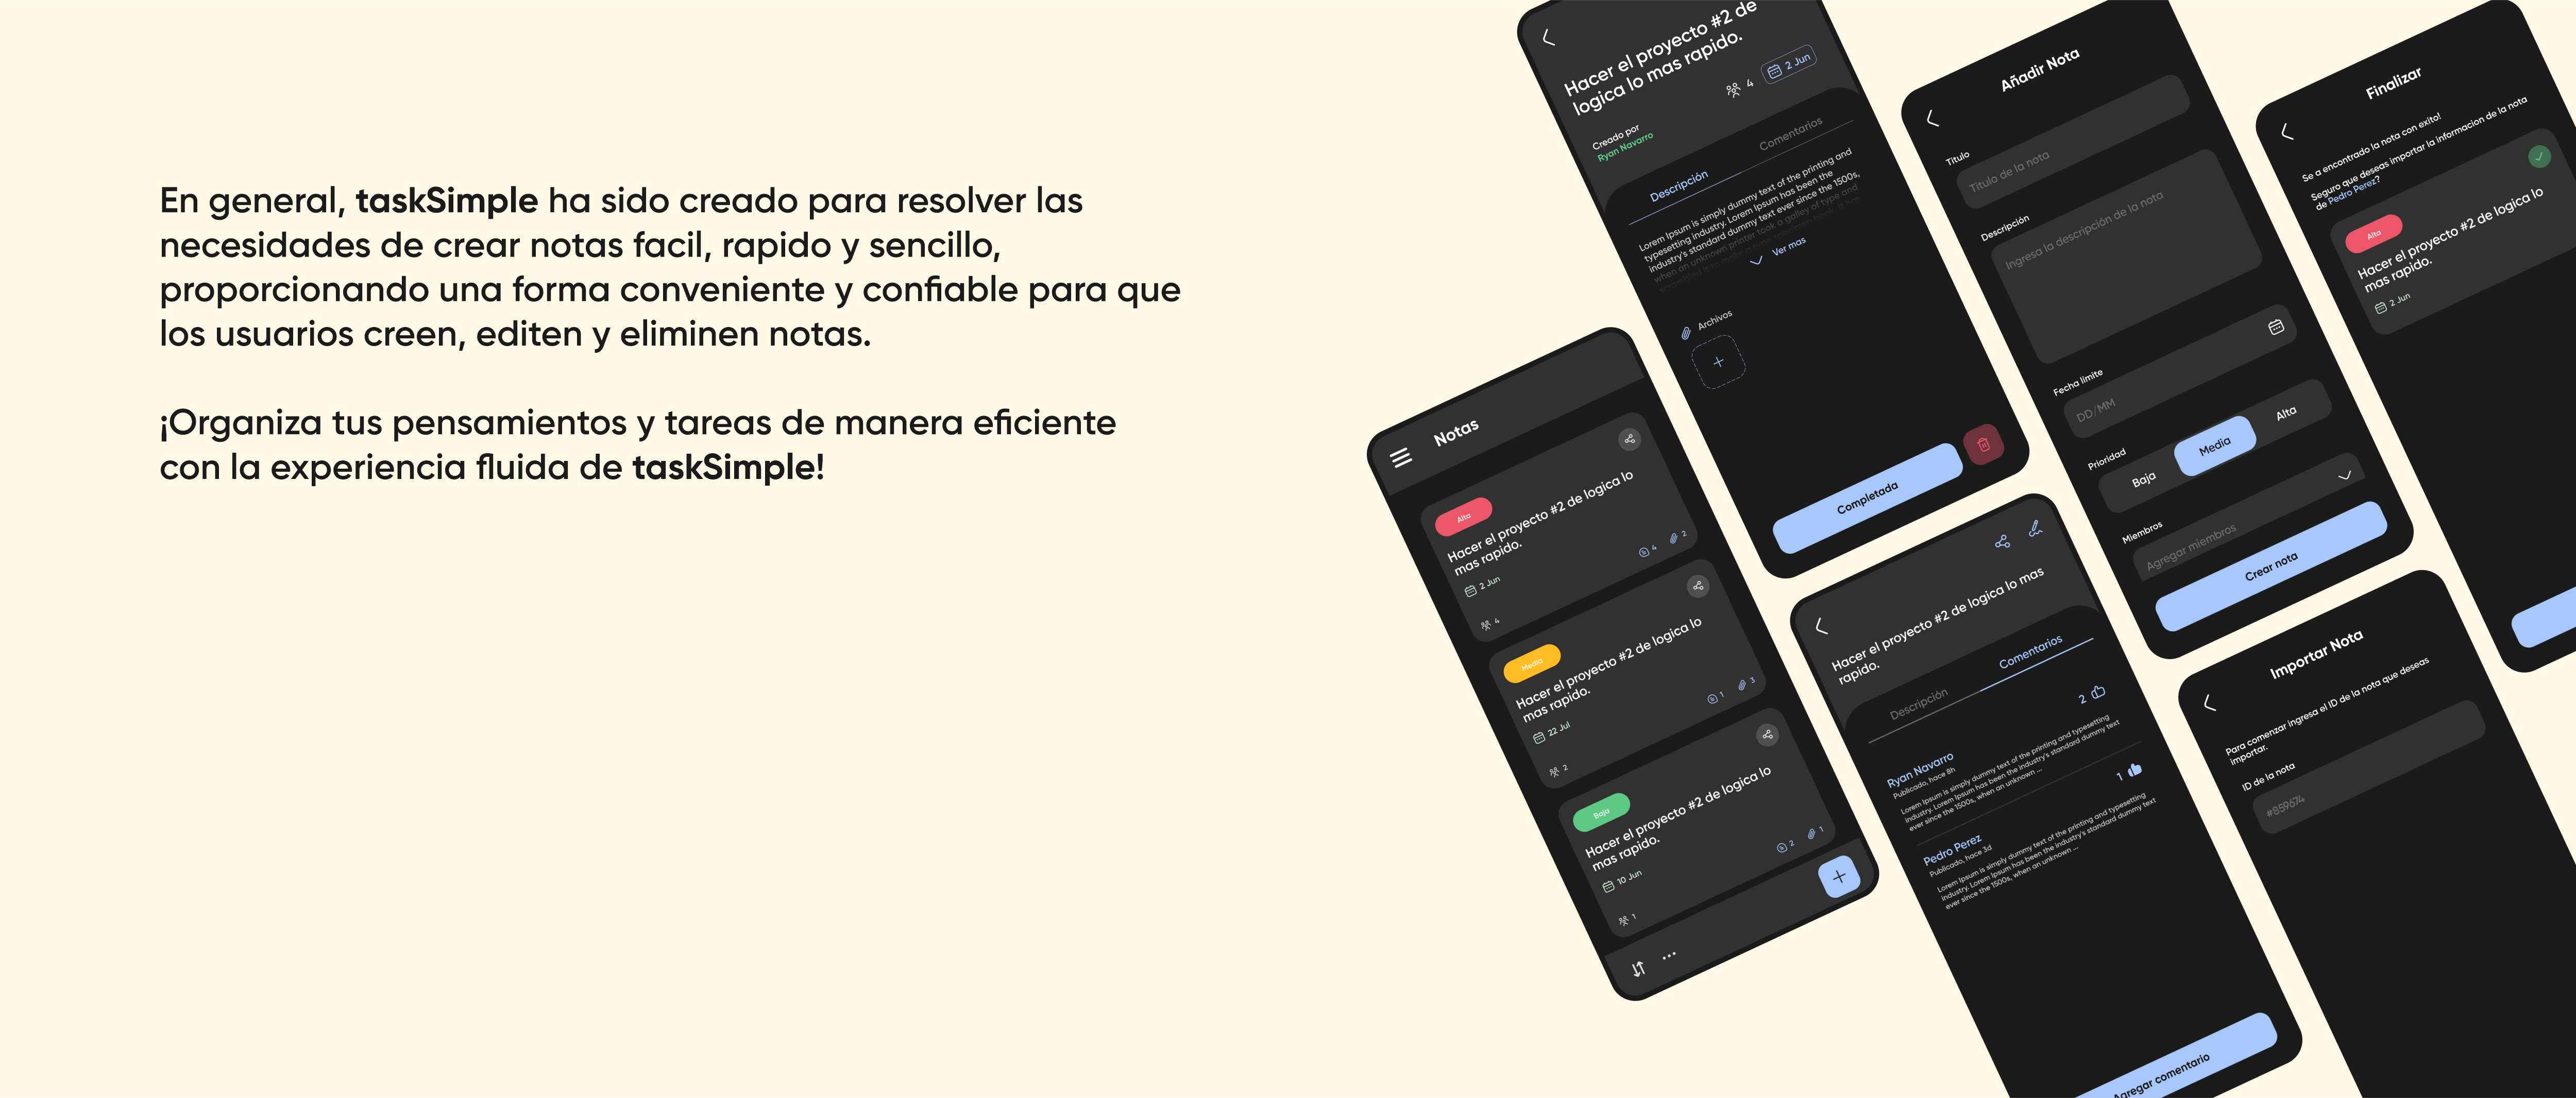 En general, taskSimple ha sido creado para resolver las
necesidades de crear notas facil, rapido y sencillo,
proporcionando una forma conveniente y confiable para que
los usuarios creen, editen y eliminen notas.
¡Organiza tus pensamientos y tareas de manera eficiente
con la experiencia fluida de taskSimple!
Notas
Alta
Hacer el proyecto #2 de logica lo
mas rapido.
2 Jun
4
4
2
Media
Hacer el proyecto #2 de logica lo
mas rapido.
22 Jul
2
1
3
Baja
Hacer el proyecto #2 de logica lo
mas rapido.
10 Jun
1
2
1
Hacer el proyecto #2 de
logica lo mas rapido.
4
2 Jun
Creado por
Ryan Navarro
Descripción
Comentarios
Lorem Ipsum is simply dummy text of the printing and
typesetting industry. Lorem Ipsum has been the
industry's standard dummy text ever since the 1500s,
when an unknown printer took a galley of type and
Ver mas
Archivos
Completada
Hacer el proyecto #2 de logica lo mas
rapido.
Descripción
Comentarios
2
Ryan Navarro
Publicado, hace 8h
Lorem Ipsum is simply dummy text of the printing and typesetting
industry. Lorem Ipsum has been the industry's standard dummy text
ever since the 1500s, when an unknown ...
1
Pedro Perez
Publicado, hace 3d
Lorem Ipsum is simply dummy text of the printing and typesetting
industry. Lorem Ipsum has been the industry's standard dummy text
ever since the 1500s, when an unknown ...
Agregar comentario
Añadir Nota
Titulo
Titulo de la nota
Descripción
Ingresa la descripción de la nota
Fecha limite
DD/MM
Prioridad
Baja
Media
Alta
Miembros
Agregar miembros
Crear nota
Importar Nota
Para comenzar ingresa el ID de la nota que deseas
importar.
ID de la nota
#859674
Finalizar
Se a encontrado la nota con exito!
Seguro que deseas importar la informacion de la nota
de Pedro Perez?
Alta
Hacer el proyecto #2 de logica lo
mas rapido.
2 Jun